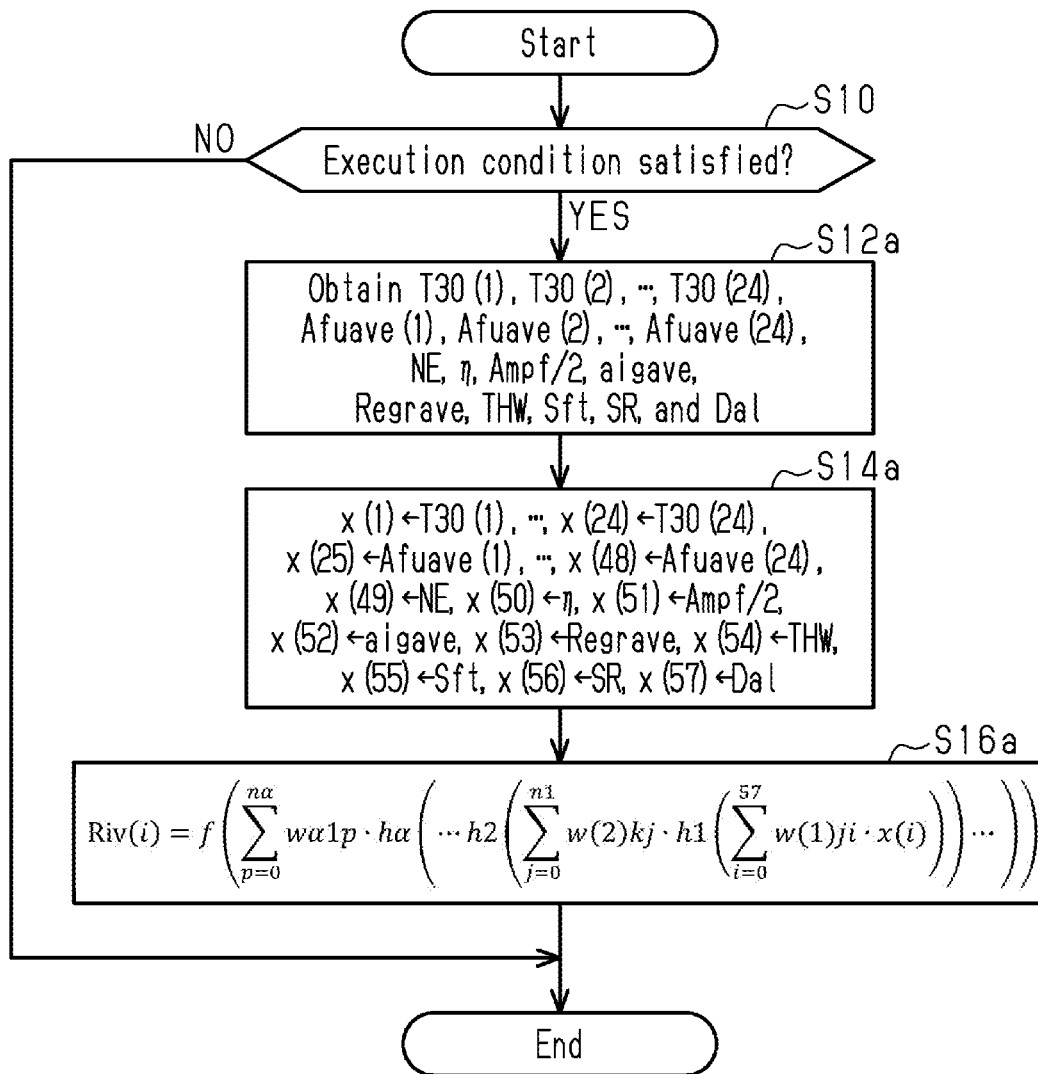 Start
S10
NO
Execution condition satisfied?
YES
S12a
Obtain T30 (1), T30 (2), ···, T30 (24),
Afuave (1), Afuave (2), ···, Afuave (24),
NE, η, Ampf/2, aigave,
Regrave, THW, Sft, SR, and Dal
S14a
x (1) ←T30 (1), ···, x (24) ←T30 (24),
x (25) ←Afuave (1), ···, x (48) ←Afuave (24),
x (49) ←NE, x (50) ←η, x (51) ←Ampf/2,
x (52) ←aigave, x (53) ←Regrave, x (54) ←THW,
x (55) ←Sft, x (56) ←SR, x (57) ←Dal
S16a
Riv(i) = f(∑_{p=0}^{nα} wα1p · hα(··· h2(∑_{j=0}^{n1} w(2)kj · h1(∑_{i=0}^{57} w(1)ji · x(i))) ···))
End